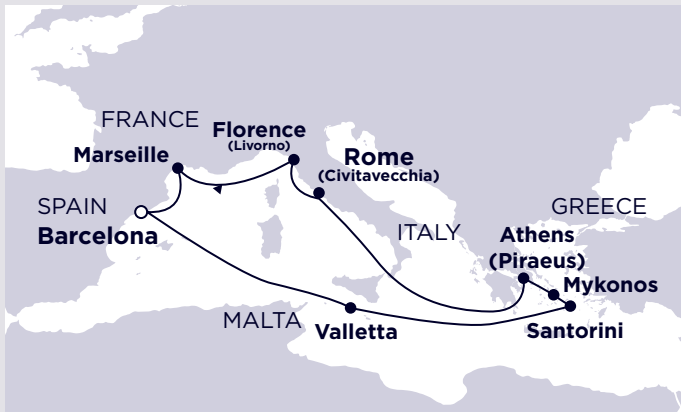 FRANCE
Florence
(Livorno)
Marseille
Rome
(Civitavecchia)
SPAIN
Barcelona
GREECE
ITALY
Athens
(Piraeus)
Mykonos
MALTA
Valletta
Santorini